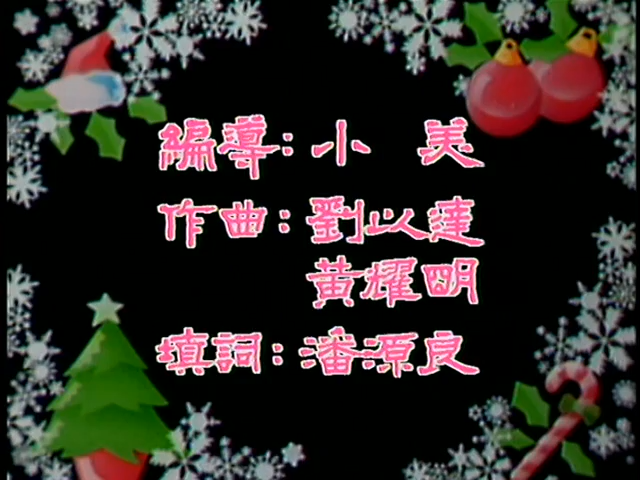 編導：小　美
作曲：劉以達
黃耀明
填詞：潘源良